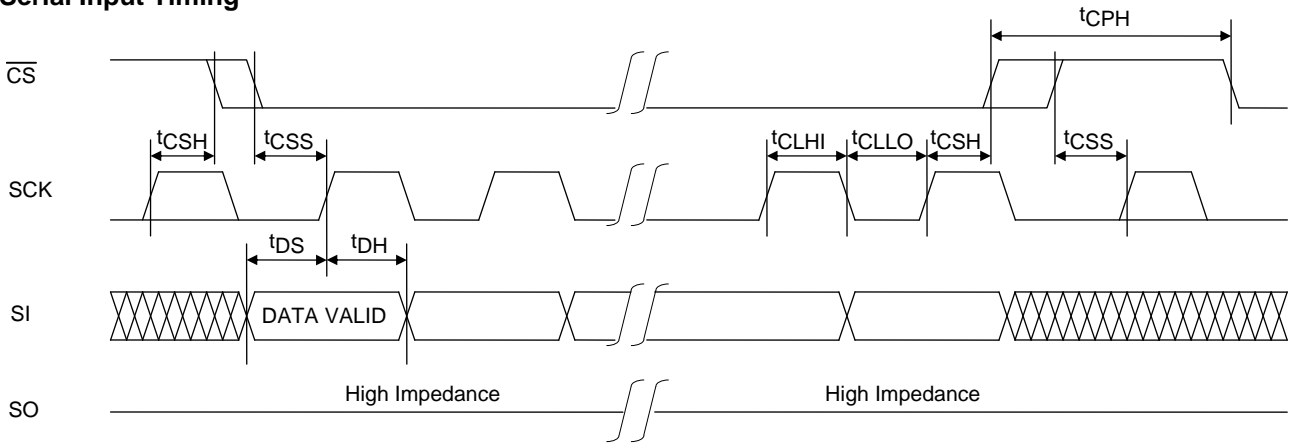 Serial Input Timing
tCPH
CS
tCSH
tCSS
tCLHI
tCLLO
tCSH
tCSS
SCK
tDS
tDH
SI
DATA VALID
High Impedance
High Impedance
SO